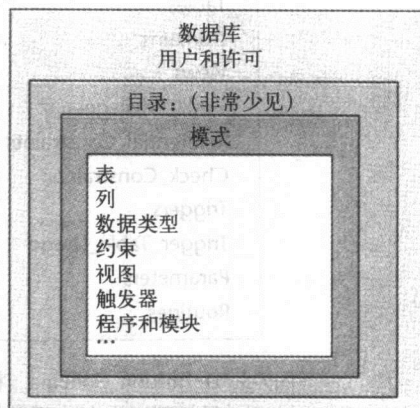 数据库
用户和许可
目录：(非常少见)
模式
表
列
数据类型
约束
视图
触发器
程序和模块
...